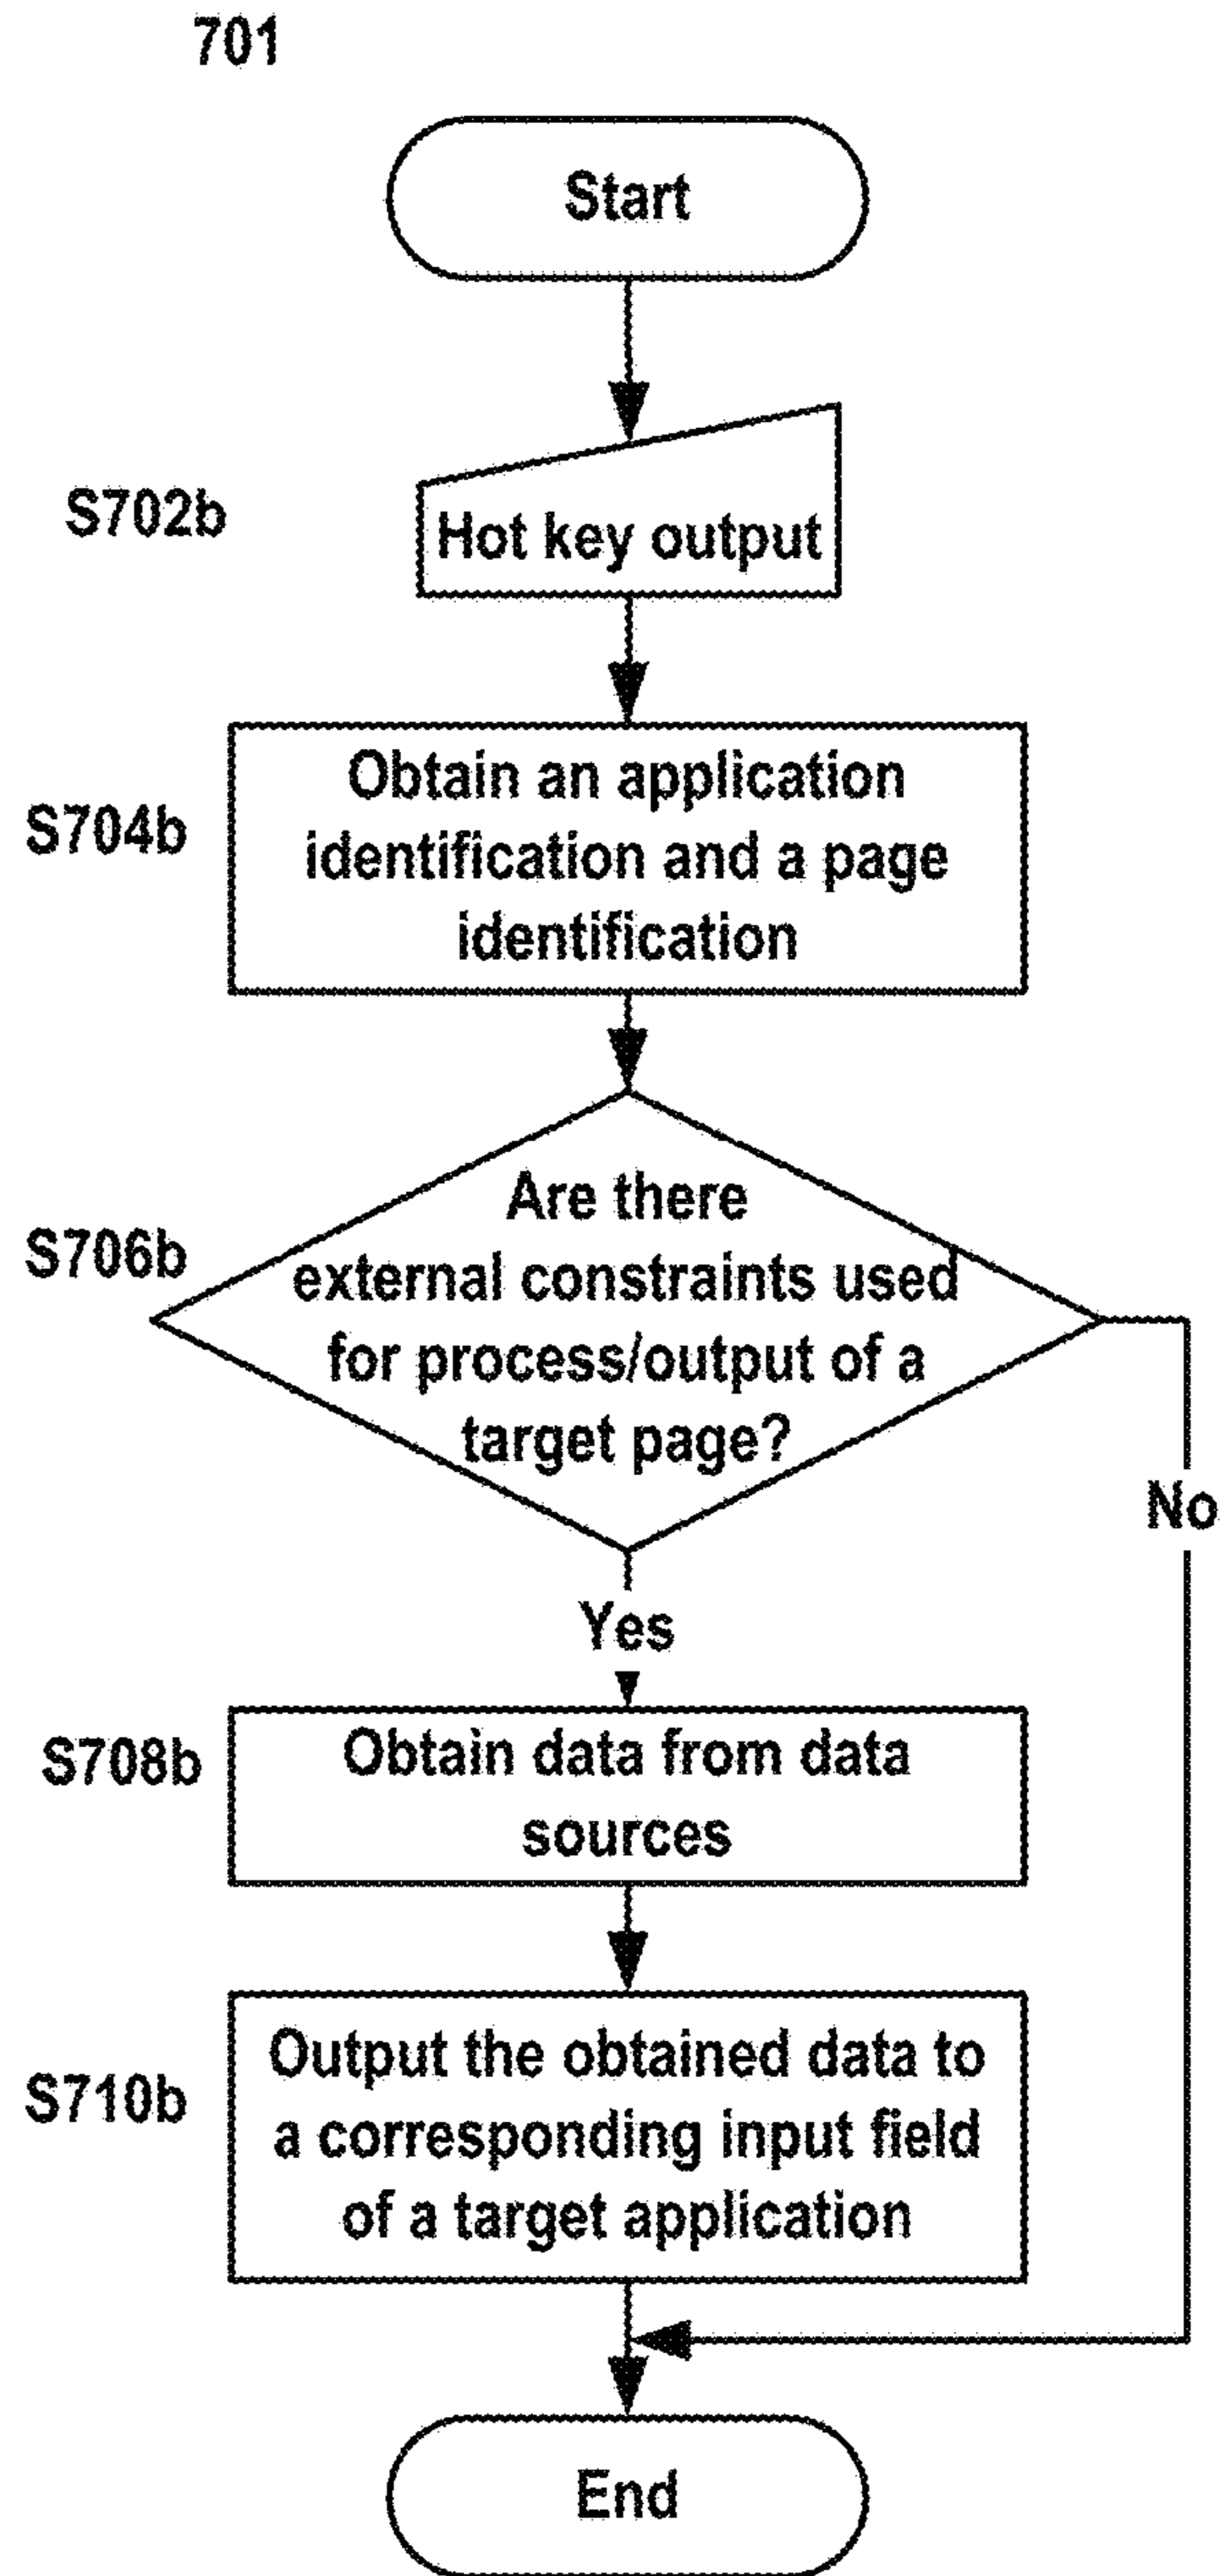 701
Start
S702b
Hot key output
S704b
Obtain an application
identification and a page
identification
S706b
Are there
external constraints used
for process/output of a
target page?
No
Yes
S708b
Obtain data from data
sources
S710b
Output the obtained data to
a corresponding input field
of a target application
End